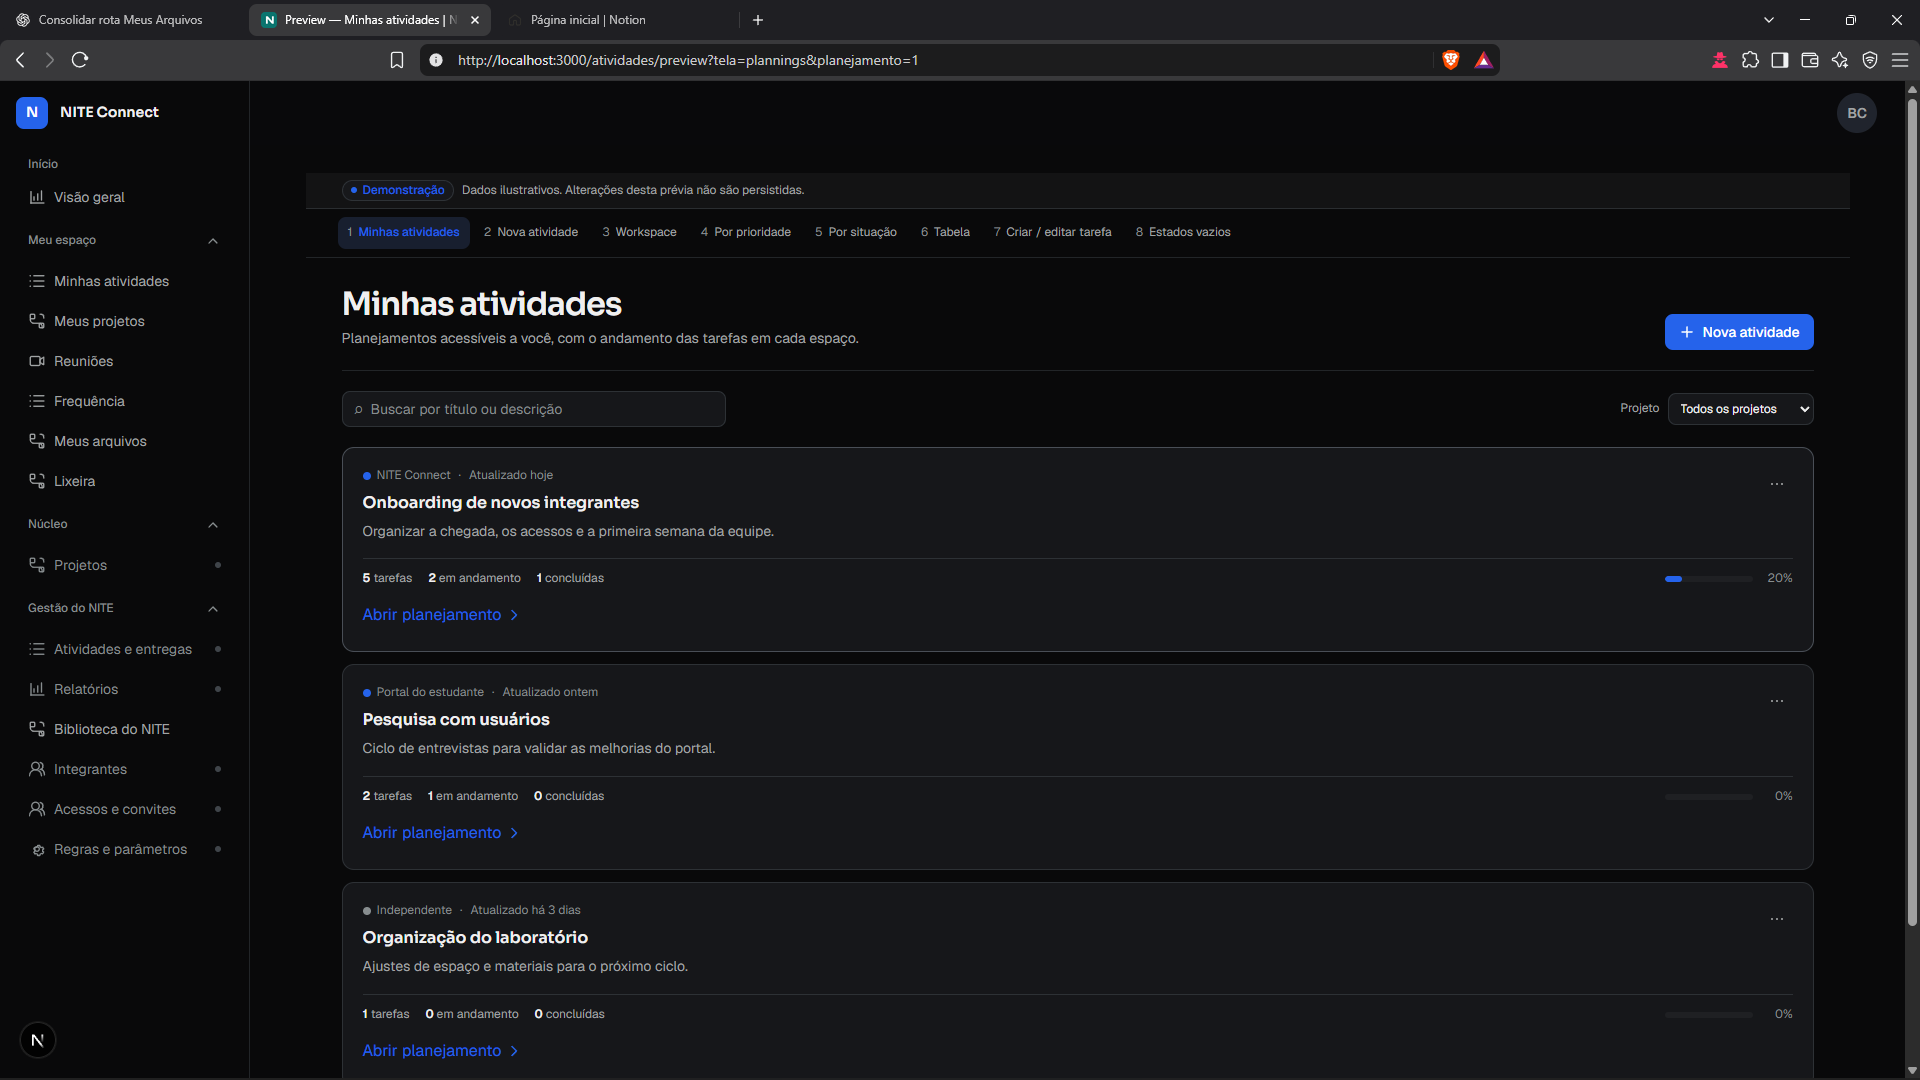 Consolidar rota Meus Arquivos
Preview — Minhas atividades | N
Página inicial | Notion
http://localhost:3000/atividades/preview?tela=plannings&planejamento=1
N NITE Connect
BC
Início
Visão geral
Meu espaço
Minhas atividades
Meus projetos
Reuniões
Frequência
Meus arquivos
Lixeira
Núcleo
Projetos
Gestão do NITE
Atividades e entregas
Relatórios
Biblioteca do NITE
Integrantes
Acessos e convites
Regras e parâmetros
N
Demonstração Dados ilustrativos. Alterações desta prévia não são persistidas.
1 Minhas atividades 2 Nova atividade 3 Workspace 4 Por prioridade 5 Por situação 6 Tabela 7 Criar / editar tarefa 8 Estados vazios
Minhas atividades
Planejamentos acessíveis a você, com o andamento das tarefas em cada espaço.
+ Nova atividade
Buscar por título ou descrição
Projeto Todos os projetos
NITE Connect · Atualizado hoje
...
Onboarding de novos integrantes
Organizar a chegada, os acessos e a primeira semana da equipe.
5 tarefas 2 em andamento 1 concluídas 20%
Abrir planejamento
Portal do estudante · Atualizado ontem
...
Pesquisa com usuários
Ciclo de entrevistas para validar as melhorias do portal.
2 tarefas 1 em andamento 0 concluídas 0%
Abrir planejamento
Independente · Atualizado há 3 dias
...
Organização do laboratório
Ajustes de espaço e materiais para o próximo ciclo.
1 tarefas 0 em andamento 0 concluídas 0%
Abrir planejamento